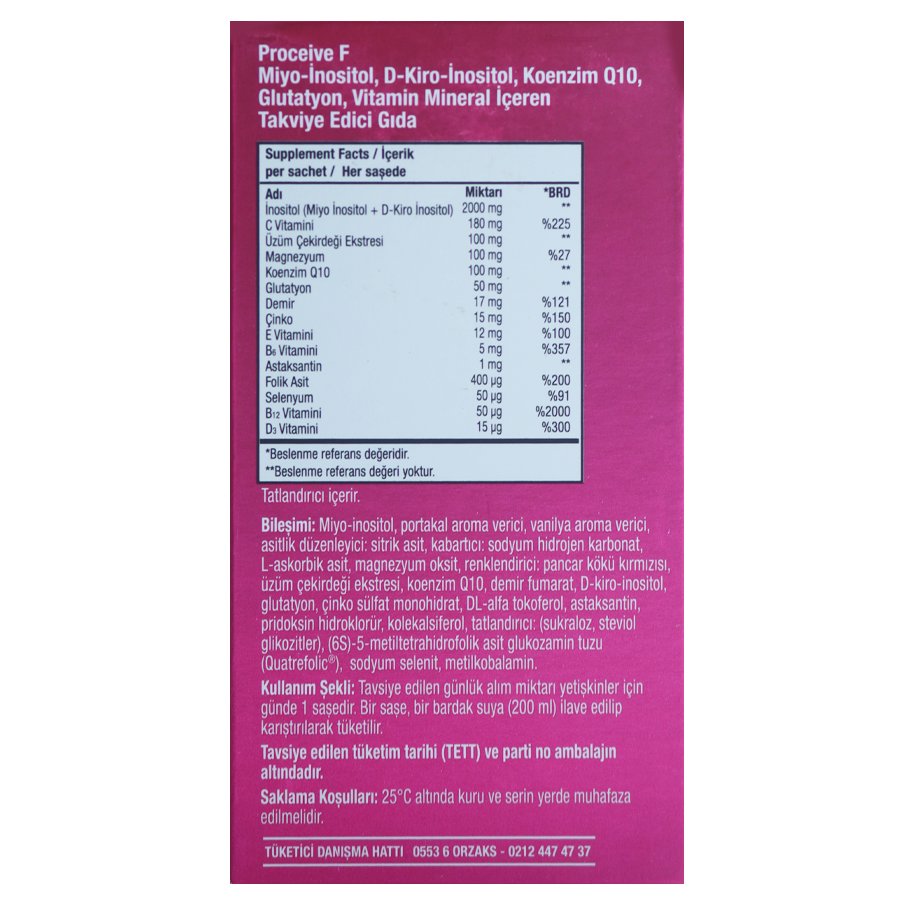 Proceive F
Miyo-İnositol, D-Kiro-İnositol, Koenzim Q10,
Glutatyon, Vitamin Mineral İçeren
Takviye Edici Gıda
Supplement Facts / İçerik
per sachet / Her saşede
Adı Miktarı *BRD
İnositol (Miyo İnositol + D-Kiro İnositol) 2000 mg **
C Vitamini 180 mg %225
Üzüm Çekirdeği Ekstresi 100 mg **
Magnezyum 100 mg %27
Koenzim Q10 100 mg **
Glutatyon 50 mg **
Demir 17 mg %121
Çinko 15 mg %150
E Vitamini 12 mg %100
B6 Vitamini 5 mg %357
Astaksantin 1 mg **
Folik Asit 400 µg %200
Selenyum 50 µg %91
B12 Vitamini 50 µg %2000
D3 Vitamini 15 µg %300
*Beslenme referans değeridir.
**Beslenme referans değeri yoktur.
Tatlandırıcı içerir.
Bileşimi: Miyo-inositol, portakal aroma verici, vanilya aroma verici,
asitlik düzenleyici: sitrik asit, kabartıcı: sodyum hidrojen karbonat,
L-askorbik asit, magnezyum oksit, renklendirici: pancar kökü kırmızısı,
üzüm çekirdeği ekstresi, koenzim Q10, demir fumarat, D-kiro-inositol,
glutatyon, çinko sülfat monohidrat, DL-alfa tokoferol, astaksantin,
pridoksin hidroklorür, kolekalsiferol, tatlandırıcı: (sukraloz, steviol
glikozitler), (6S)-5-metiltetrahidrofolik asit glukozamin tuzu
(Quatrefolic®), sodyum selenit, metilkobalamin.
Kullanım Şekli: Tavsiye edilen günlük alım miktarı yetişkinler için
günde 1 saşedir. Bir saşe, bir bardak suya (200 ml) ilave edilip
karıştırılarak tüketilir.
Tavsiye edilen tüketim tarihi (TETT) ve parti no ambalajın
altındadır.
Saklama Koşulları: 25°C altında kuru ve serin yerde muhafaza
edilmelidir.
TÜKETİCİ DANIŞMA HATTI 0553 6 ORZAKS - 0212 447 47 37